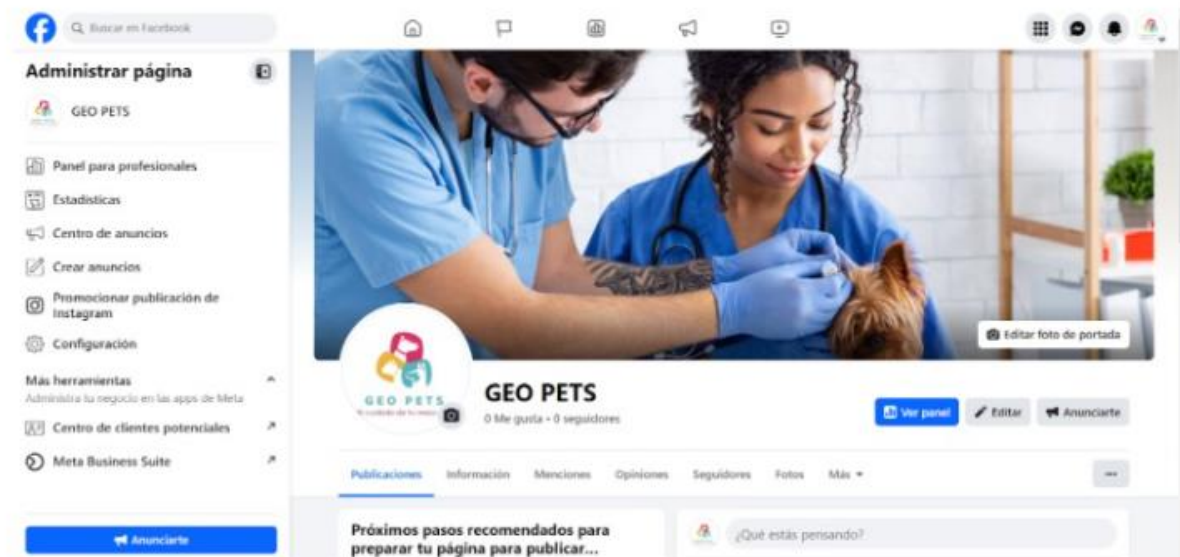 Buscar en Facebook
Administrar página
GEO PETS
Panel para profesionales
Estadísticas
Centro de anuncios
Crear anuncios
Promocionar publicación de
Instagram
Configuración
Más herramientas
Administra tu negocio en las apps de Meta
Centro de clientes potenciales
Meta Business Suite
Anunciarte
Editar foto de portada
GEO PETS
GEO PETS
0 Me gusta • 0 seguidores
Ver panel
Editar
Anunciarte
Publicaciones Información Menciones Opiniones Seguidores Fotos Más
Próximos pasos recomendados para
preparar tu página para publicar...
¿Qué estás pensando?